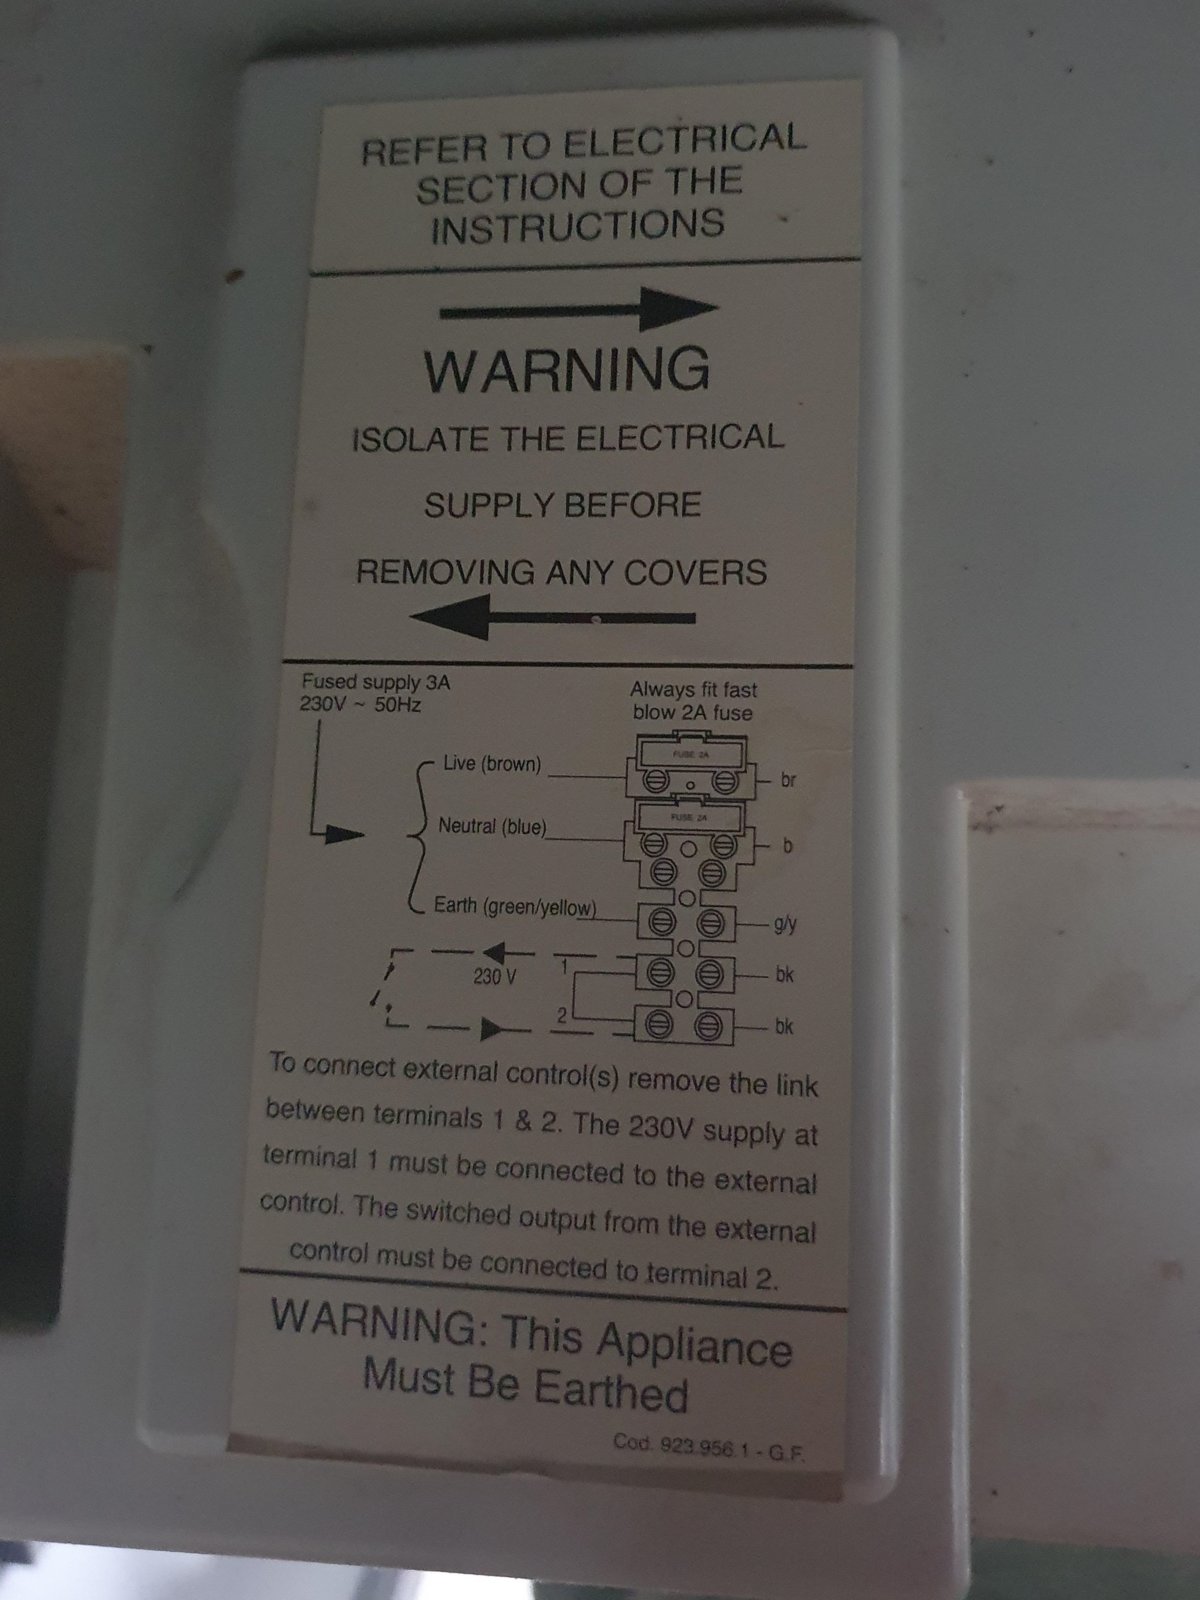 REFER TO ELECTRICAL
SECTION OF THE
INSTRUCTIONS
WARNING
ISOLATE THE ELECTRICAL
SUPPLY BEFORE
REMOVING ANY COVERS
Fused supply 3A
230V ~ 50Hz
Always fit fast
blow 2A fuse
FUSE 2A
Live (brown)
br
FUSE 2A
Neutral (blue)
b
Earth (green/yellow)
g/y
230 V
1
bk
2
bk
To connect external control(s) remove the link
between terminals 1 & 2. The 230V supply at
terminal 1 must be connected to the external
control. The switched output from the external
control must be connected to terminal 2.
WARNING: This Appliance
Must Be Earthed
Cod. 923.956.1 - G.F.